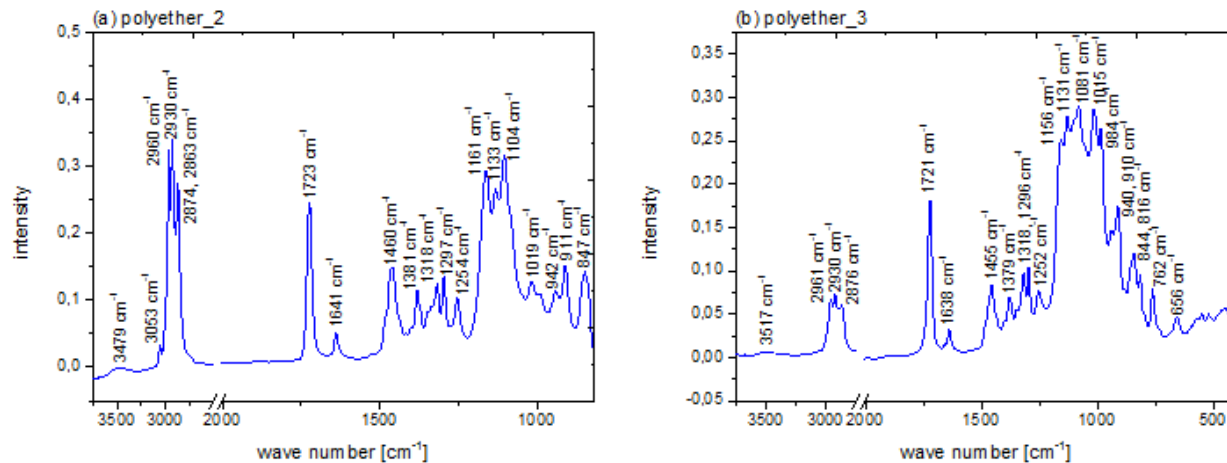 (a) polyether_2
0,5
0,4
0,3
0,2
0,1
0,0
intensity
3479 cm⁻¹
3053 cm⁻¹
2960 cm⁻¹
2930 cm⁻¹
2874, 2863 cm⁻¹
1723 cm⁻¹
1641 cm⁻¹
1460 cm⁻¹
1381 cm⁻¹
1318 cm⁻¹
1297 cm⁻¹
1254 cm⁻¹
1161 cm⁻¹
1133 cm⁻¹
1104 cm⁻¹
1019 cm⁻¹
942 cm⁻¹
911 cm⁻¹
847 cm⁻¹
3500 3000 2000 1500 1000
wave number [cm⁻¹]
(b) polyether_3
0,35
0,30
0,25
0,20
0,15
0,10
0,05
0,00
-0,05
intensity
3517 cm⁻¹
2961 cm⁻¹
2930 cm⁻¹
2876 cm⁻¹
1721 cm⁻¹
1638 cm⁻¹
1455 cm⁻¹
1379 cm⁻¹
1318, 1296 cm⁻¹
1252 cm⁻¹
1156 cm⁻¹
1131 cm⁻¹
1081 cm⁻¹
1015 cm⁻¹
984 cm⁻¹
940, 910 cm⁻¹
844, 816 cm⁻¹
762 cm⁻¹
656 cm⁻¹
3500 3000 2000 1500 1000 500
wave number [cm⁻¹]